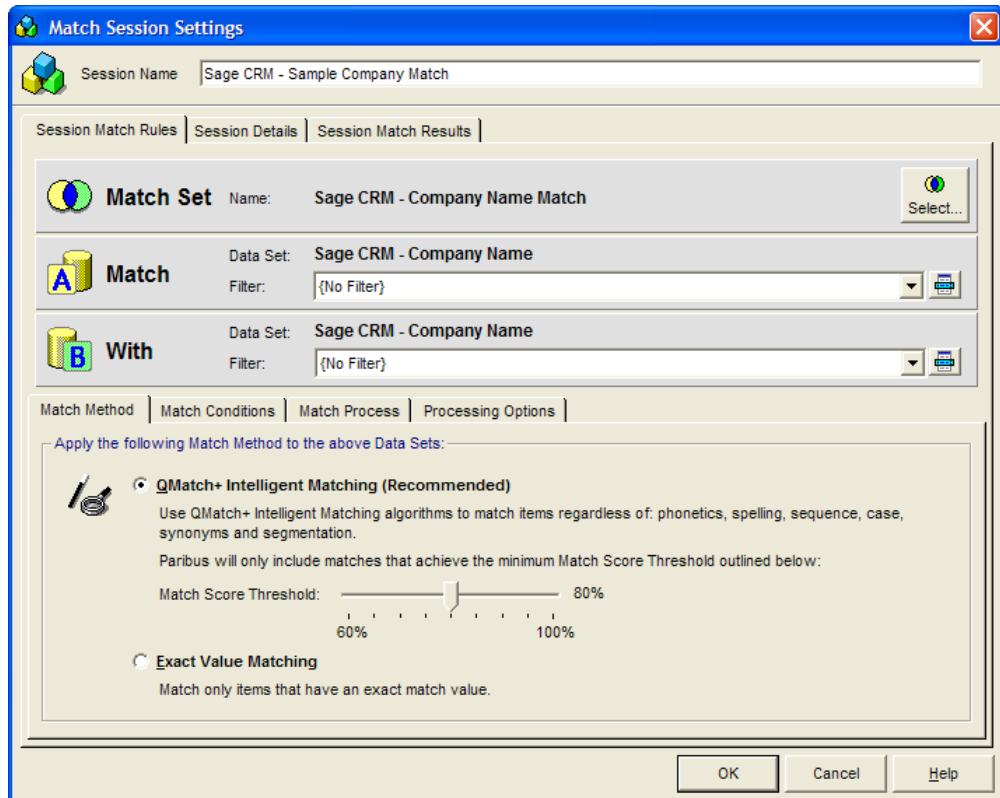 Match Session Settings
Session Name Sage CRM - Sample Company Match
Session Match Rules Session Details Session Match Results
Match Set Name: Sage CRM - Company Name Match Select...
Data Set: Sage CRM - Company Name
A Match
Filter: {No Filter}
Data Set: Sage CRM - Company Name
B With
Filter: {No Filter}
Match Method Match Conditions Match Process Processing Options
Apply the following Match Method to the above Data Sets:
QMatch+ Intelligent Matching (Recommended)
Use QMatch+ Intelligent Matching algorithms to match items regardless of: phonetics, spelling, sequence, case,
synonyms and segmentation.
Paribus will only include matches that achieve the minimum Match Score Threshold outlined below:
Match Score Threshold: 80%
60% 100%
Exact Value Matching
Match only items that have an exact match value.
OK Cancel Help